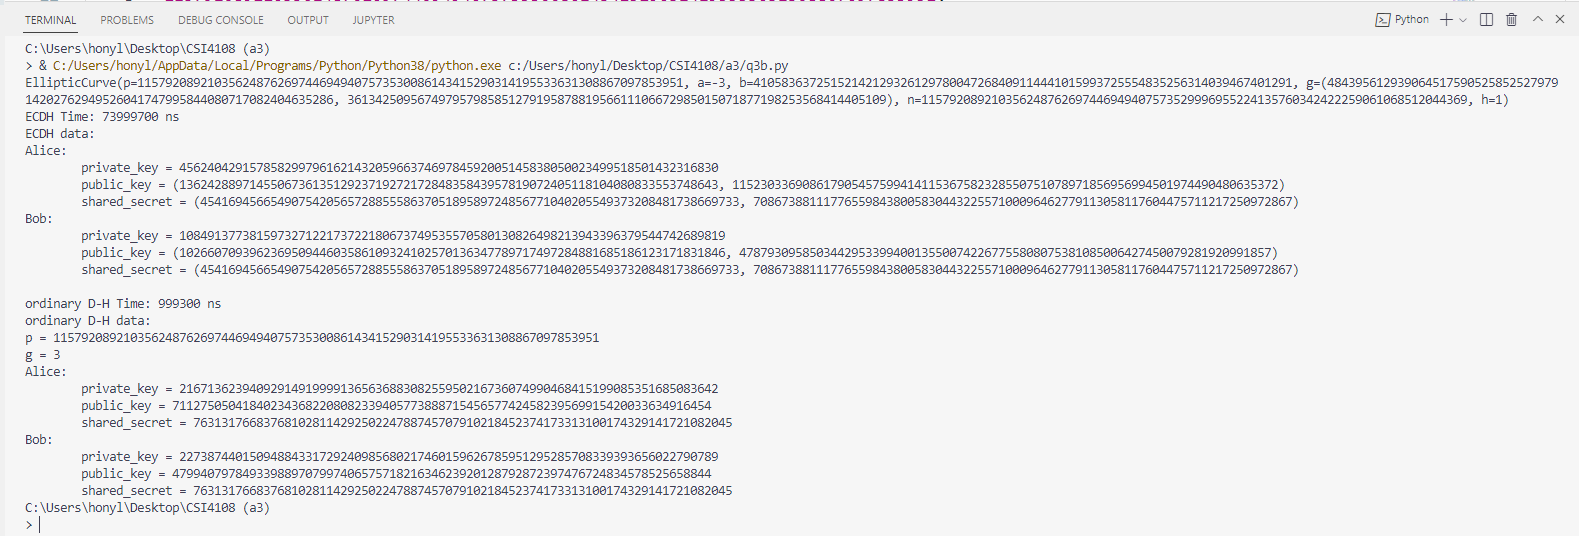 TERMINAL PROBLEMS DEBUG CONSOLE OUTPUT JUPYTER Python
C:\Users\honyl\Desktop\CSI4108 (a3)
> & C:/Users/honyl/AppData/Local/Programs/Python/Python38/python.exe c:/Users/honyl/Desktop/CSI4108/a3/q3b.py
EllipticCurve(p=115792089210356248762697446949407573530086143415290314195533631308867097853951, a=-3, b=41058363725152142129326129780047268409114441015993725554835256314039467401291, g=(48439561293906451759052585252797914202762949526041747995844080717082404635286, 36134250956749795798585127919587881956611106672985015071877198253568414405109), n=115792089210356248762697446949407573529996955224135760342422259061068512044369, h=1)
ECDH Time: 73999700 ns
ECDH data:
Alice:
private_key = 45624042915785829979616214320596637469784592005145838050023499518501432316830
public_key = (13624288971455067361351292371927217284835843957819072405118104080833553748643, 115230336908617905457599414115367582328550751078971856956994501974490480635372)
shared_secret = (45416945665490754205657288555863705189589724856771040205549373208481738669733, 70867388111776559843800583044322557100096462779113058117604475711217250972867)
Bob:
private_key = 108491377381597327122173722180673749535570580130826498213943396379544742689819
public_key = (102660709396236950944603586109324102570136347789717497284881685186123171831846, 47879309585034429533994001355007422677558080753810850064274500792819209918​57)
shared_secret = (45416945665490754205657288555863705189589724856771040205549373208481738669733, 70867388111776559843800583044322557100096462779113058117604475711217250972867)
ordinary D-H Time: 999300 ns
ordinary D-H data:
p = 115792089210356248762697446949407573530086143415290314195533631308867097853951
g = 3
Alice:
private_key = 21671362394092914919999136563688308255950216736074990468415199085351685083642
public_key = 71127505041840234368220808233940577388871545657742458239569915420033634916454
shared_secret = 76313176683768102811429250224788745707910218452374173313100174329141721082045
Bob:
private_key = 22738744015094884331729240985680217460159626785951295285708339393656022790789
public_key = 47994079784933988970799740657571821634623920128792872397476724834578525658844
shared_secret = 76313176683768102811429250224788745707910218452374173313100174329141721082045
C:\Users\honyl\Desktop\CSI4108 (a3)
>